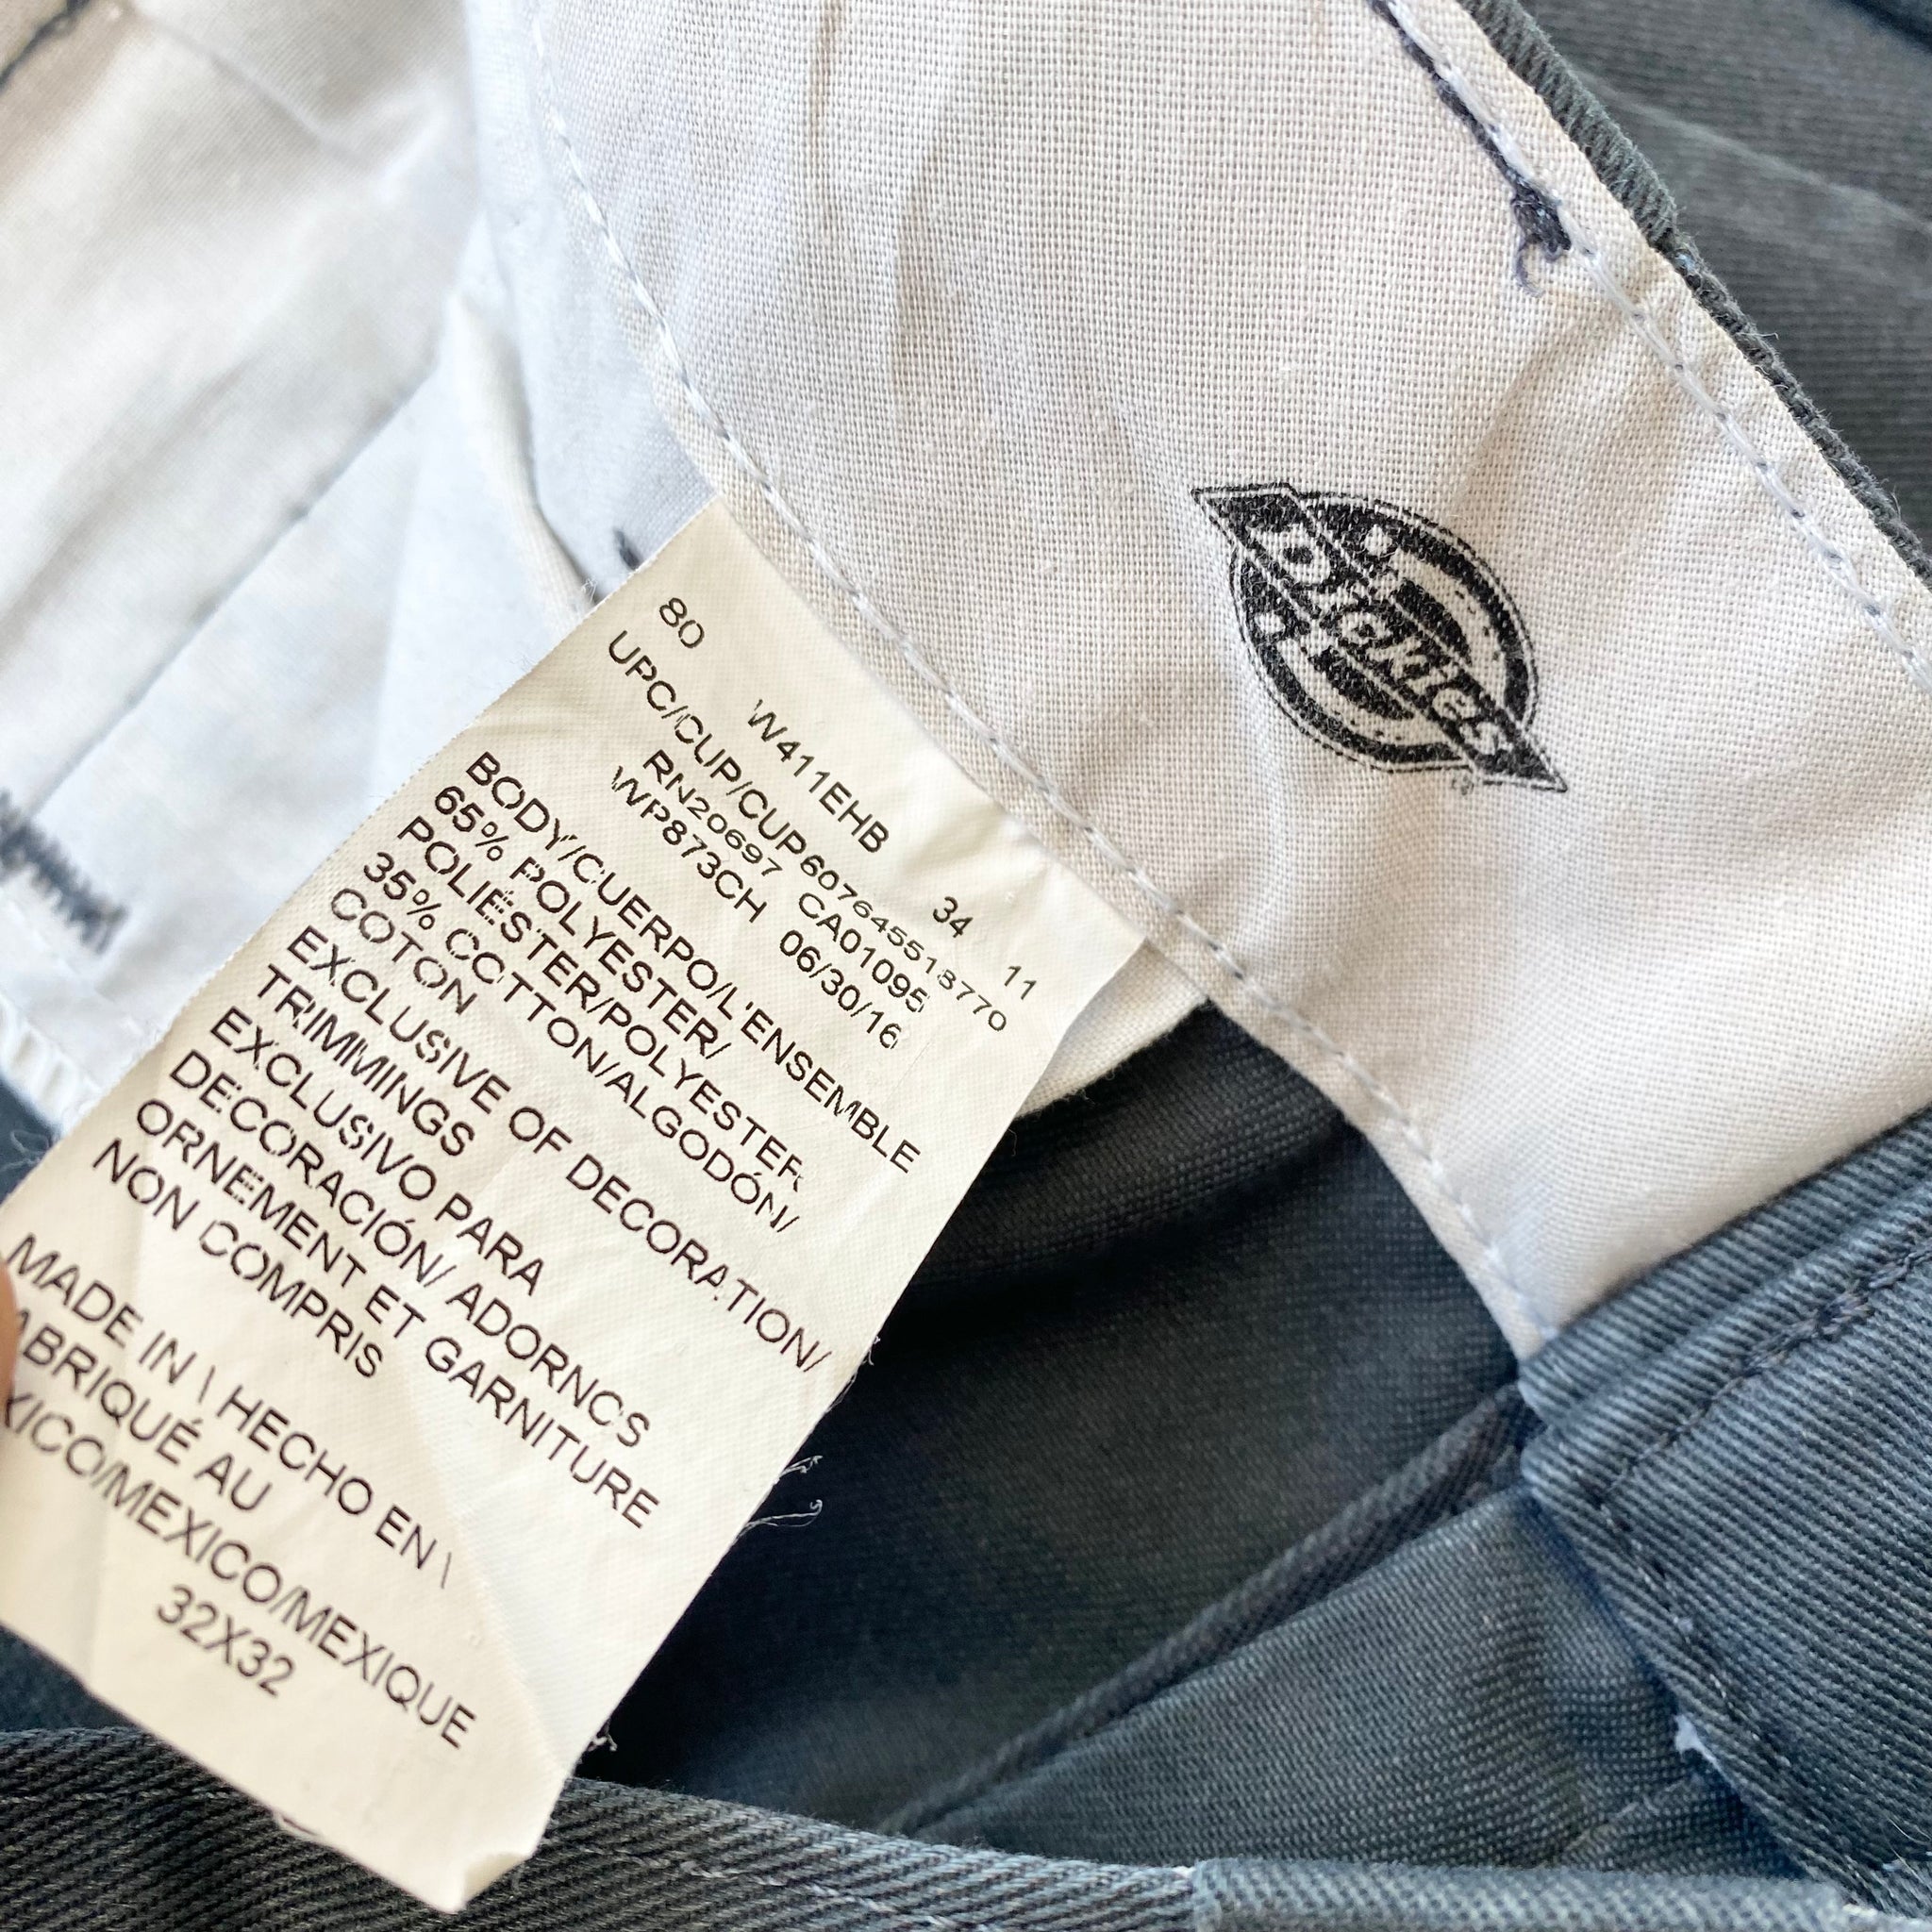 Dickies
80 W411EHB 34 11
UPC/CUP/CUP607645518770
RN20697 CA01095
WP873CH 06/30/16
BODY/CUERPO/L'ENSEMBLE
65% POLYESTER/
POLIÉSTER/POLYESTER
35% COTTON/ALGODÓN/
COTON
EXCLUSIVE OF DECORATION/
TRIMMINGS
EXCLUSIVO PARA
DECORACIÓN/ ADORNOS
ORNEMENT ET GARNITURE
NON COMPRIS
MADE IN \ HECHO EN \
ABRIQUÉ AU
XICO/MEXICO/MEXIQUE
32X32